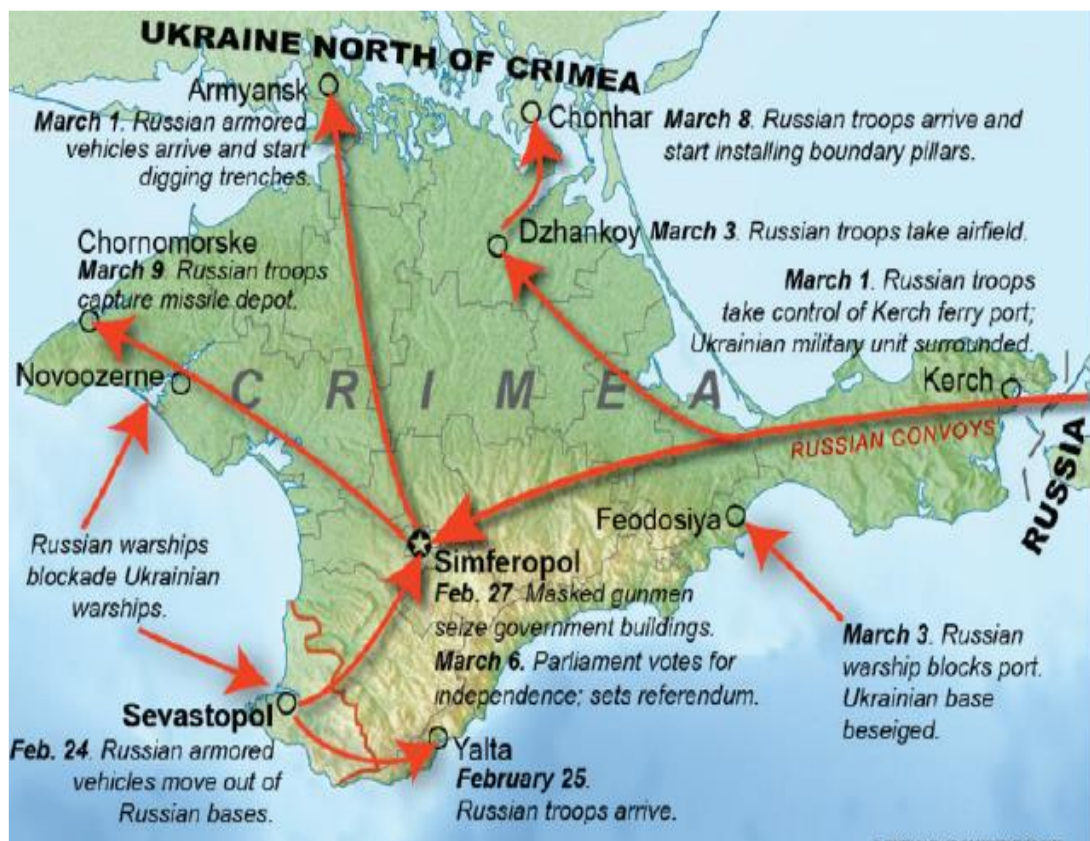 UKRAINE NORTH OF CRIMEA
Armyansk
March 1. Russian armored
vehicles arrive and start
digging trenches.
Chonhar
March 8. Russian troops arrive and
start installing boundary pillars.
Dzhankoy
March 3. Russian troops take airfield.
Chornomorske
March 9. Russian troops
capture missile depot.
March 1. Russian troops
take control of Kerch ferry port;
Ukrainian military unit surrounded.
Novoozerne
CRIMEA
Kerch
RUSSIAN CONVOYS
RUSSIA
Feodosiya
Russian warships
blockade Ukrainian
warships.
Simferopol
Feb. 27. Masked gunmen
seize government buildings.
March 6. Parliament votes for
independence; sets referendum.
March 3. Russian
warship blocks port.
Ukrainian base
beseiged.
Sevastopol
Feb. 24. Russian armored
vehicles move out of
Russian bases.
Yalta
February 25.
Russian troops arrive.